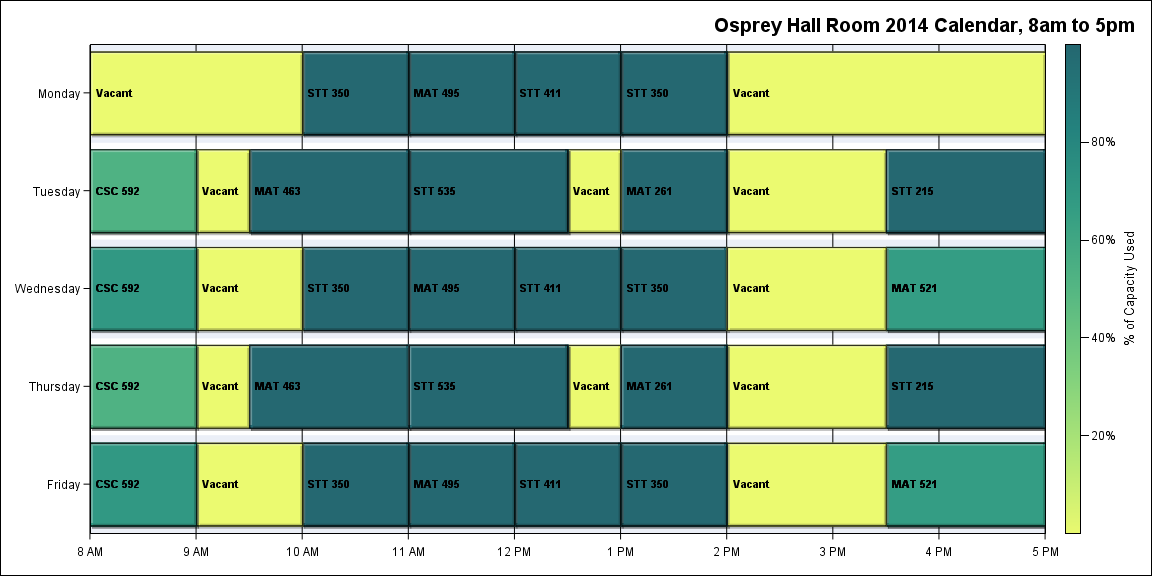 Osprey Hall Room 2014 Calendar, 8am to 5pm
Monday
Vacant
STT 350
MAT 495
STT 411
STT 350
Vacant
Tuesday
CSC 592
Vacant
MAT 463
STT 535
Vacant
MAT 261
Vacant
STT 215
Wednesday
CSC 592
Vacant
STT 350
MAT 495
STT 411
STT 350
Vacant
MAT 521
Thursday
CSC 592
Vacant
MAT 463
STT 535
Vacant
MAT 261
Vacant
STT 215
Friday
CSC 592
Vacant
STT 350
MAT 495
STT 411
STT 350
Vacant
MAT 521
8 AM
9 AM
10 AM
11 AM
12 PM
1 PM
2 PM
3 PM
4 PM
5 PM
80%
60%
40%
20%
% of Capacity Used